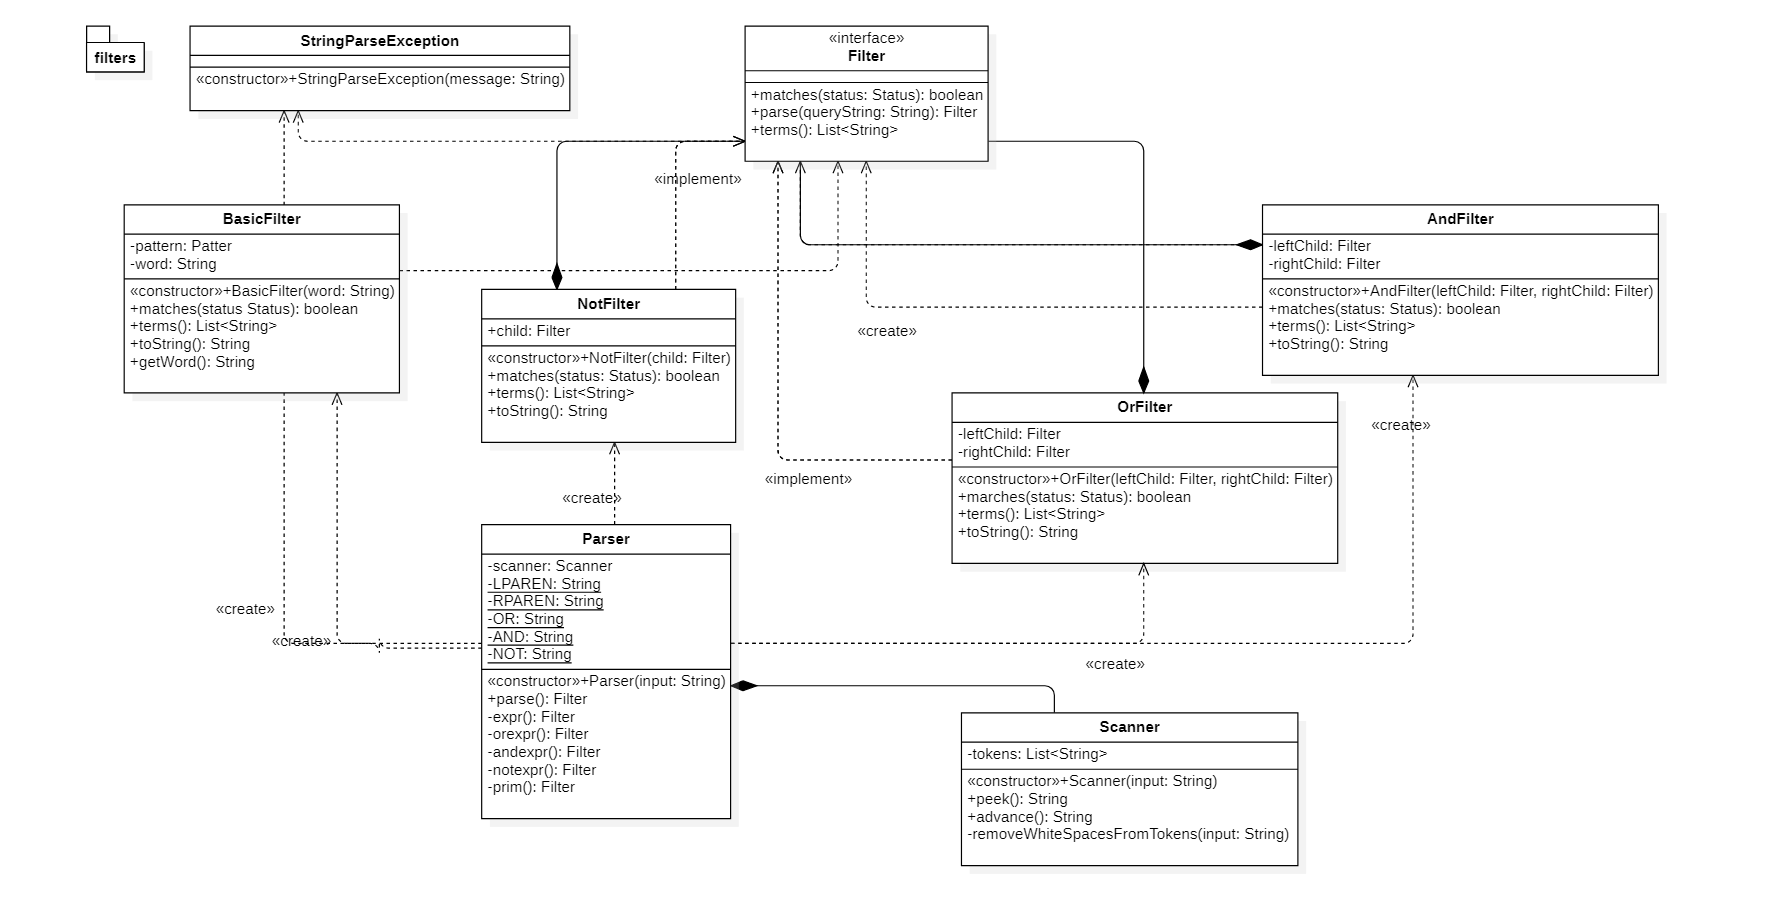 filters
StringParseException
«constructor»+StringParseException(message: String)
«interface»
Filter
+matches(status: Status): boolean
+parse(queryString: String): Filter
+terms(): List<String>
«implement»
BasicFilter
-pattern: Patter
-word: String
«constructor»+BasicFilter(word: String)
+matches(status Status): boolean
+terms(): List<String>
+toString(): String
+getWord(): String
AndFilter
-leftChild: Filter
-rightChild: Filter
«constructor»+AndFilter(leftChild: Filter, rightChild: Filter)
+matches(status: Status): boolean
+terms(): List<String>
+toString(): String
NotFilter
+child: Filter
«constructor»+NotFilter(child: Filter)
+matches(status: Status): boolean
+terms(): List<String>
+toString(): String
«create»
OrFilter
-leftChild: Filter
-rightChild: Filter
«constructor»+OrFilter(leftChild: Filter, rightChild: Filter)
+marches(status: Status): boolean
+terms(): List<String>
+toString(): String
«create»
«implement»
«create»
Parser
-scanner: Scanner
-LPAREN: String
-RPAREN: String
-OR: String
-AND: String
-NOT: String
«constructor»+Parser(input: String)
+parse(): Filter
-expr(): Filter
-orexpr(): Filter
-andexpr(): Filter
-notexpr(): Filter
-prim(): Filter
«create»
«create»
«create»
Scanner
-tokens: List<String>
«constructor»+Scanner(input: String)
+peek(): String
+advance(): String
-removeWhiteSpacesFromTokens(input: String)